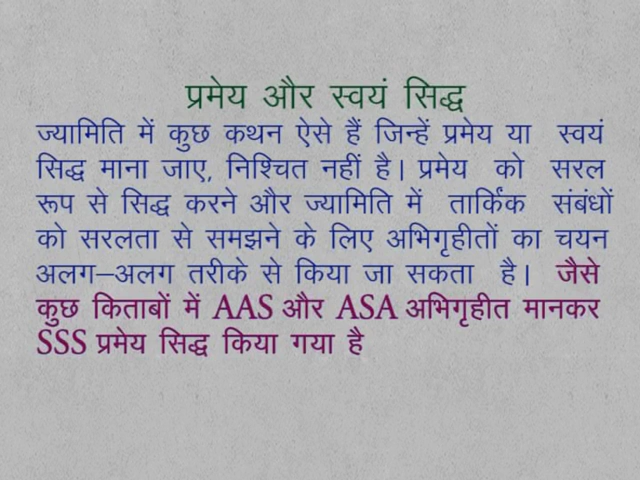 प्रमेय और स्वयं सिद्ध
ज्यामिति में कुछ कथन ऐसे हैं जिन्हें प्रमेय या स्वयं
सिद्ध माना जाए, निश्चित नहीं है। प्रमेय को सरल
रूप से सिद्ध करने और ज्यामिति में तार्किक संबंधों
को सरलता से समझने के लिए अभिगृहीतों का चयन
अलग–अलग तरीके से किया जा सकता है। जैसे
कुछ किताबों में AAS और ASA अभिगृहीत मानकर
SSS प्रमेय सिद्ध किया गया है